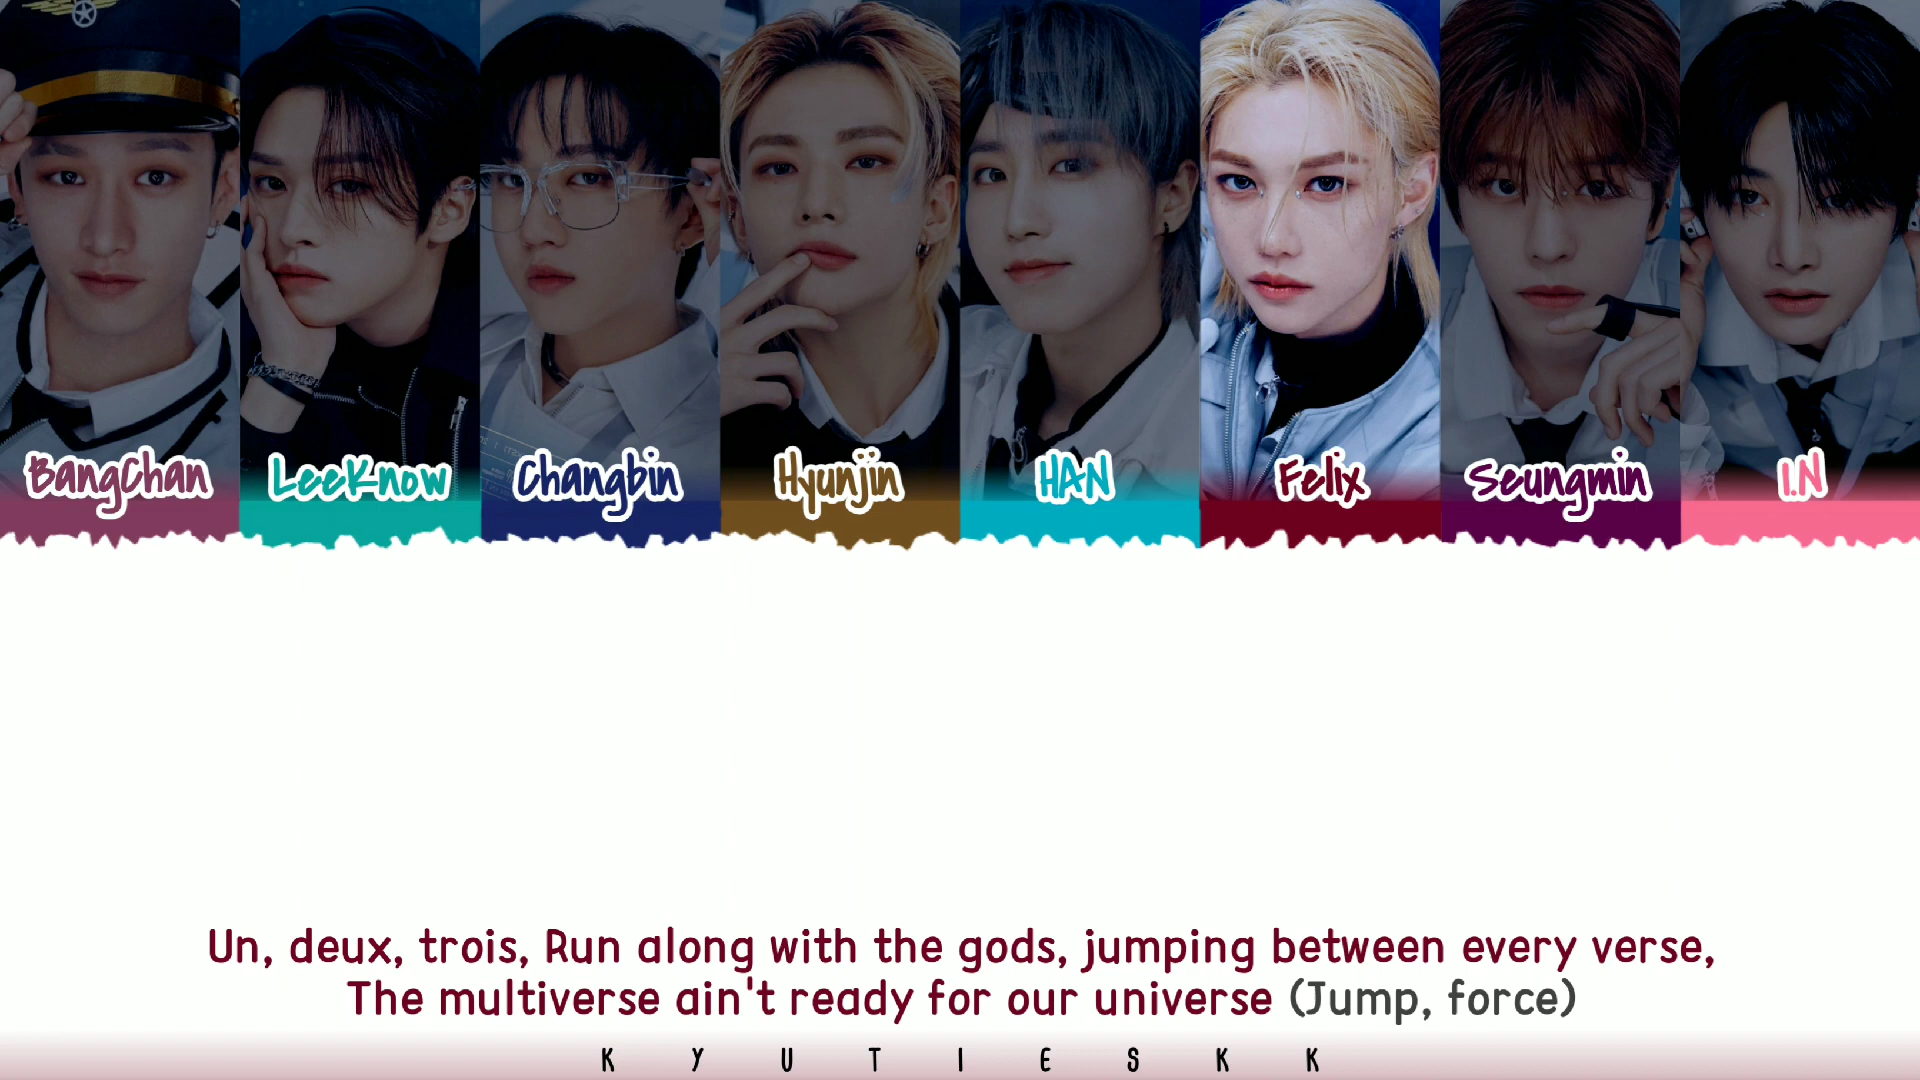 BangChan LeeKnow Changbin Hyunjin HAN Felix Seungmin I.N
Un, deux, trois, Run along with the gods, jumping between every verse,
The multiverse ain't ready for our universe (Jump, force)
KYUTIESKK